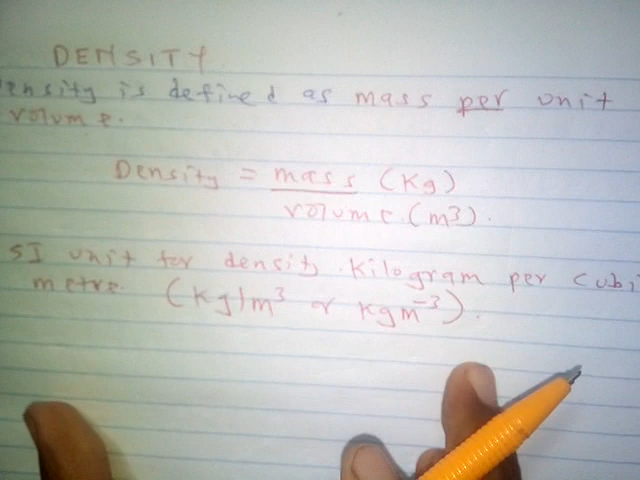 DENSITY
ensity is defined as mass per unit
volume.
Density = mass (Kg)
volume (m3).
SI unit for density kilogram per cubi
metre (Kg/m³ or kgm⁻³).